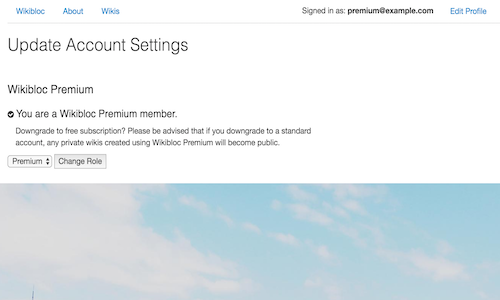 Wikibloc About Wikis Signed in as: premium@example.com Edit Profile
Update Account Settings
Wikibloc Premium
You are a Wikibloc Premium member.
Downgrade to free subscription? Please be advised that if you downgrade to a standard
account, any private wikis created using Wikibloc Premium will become public.
Premium Change Role